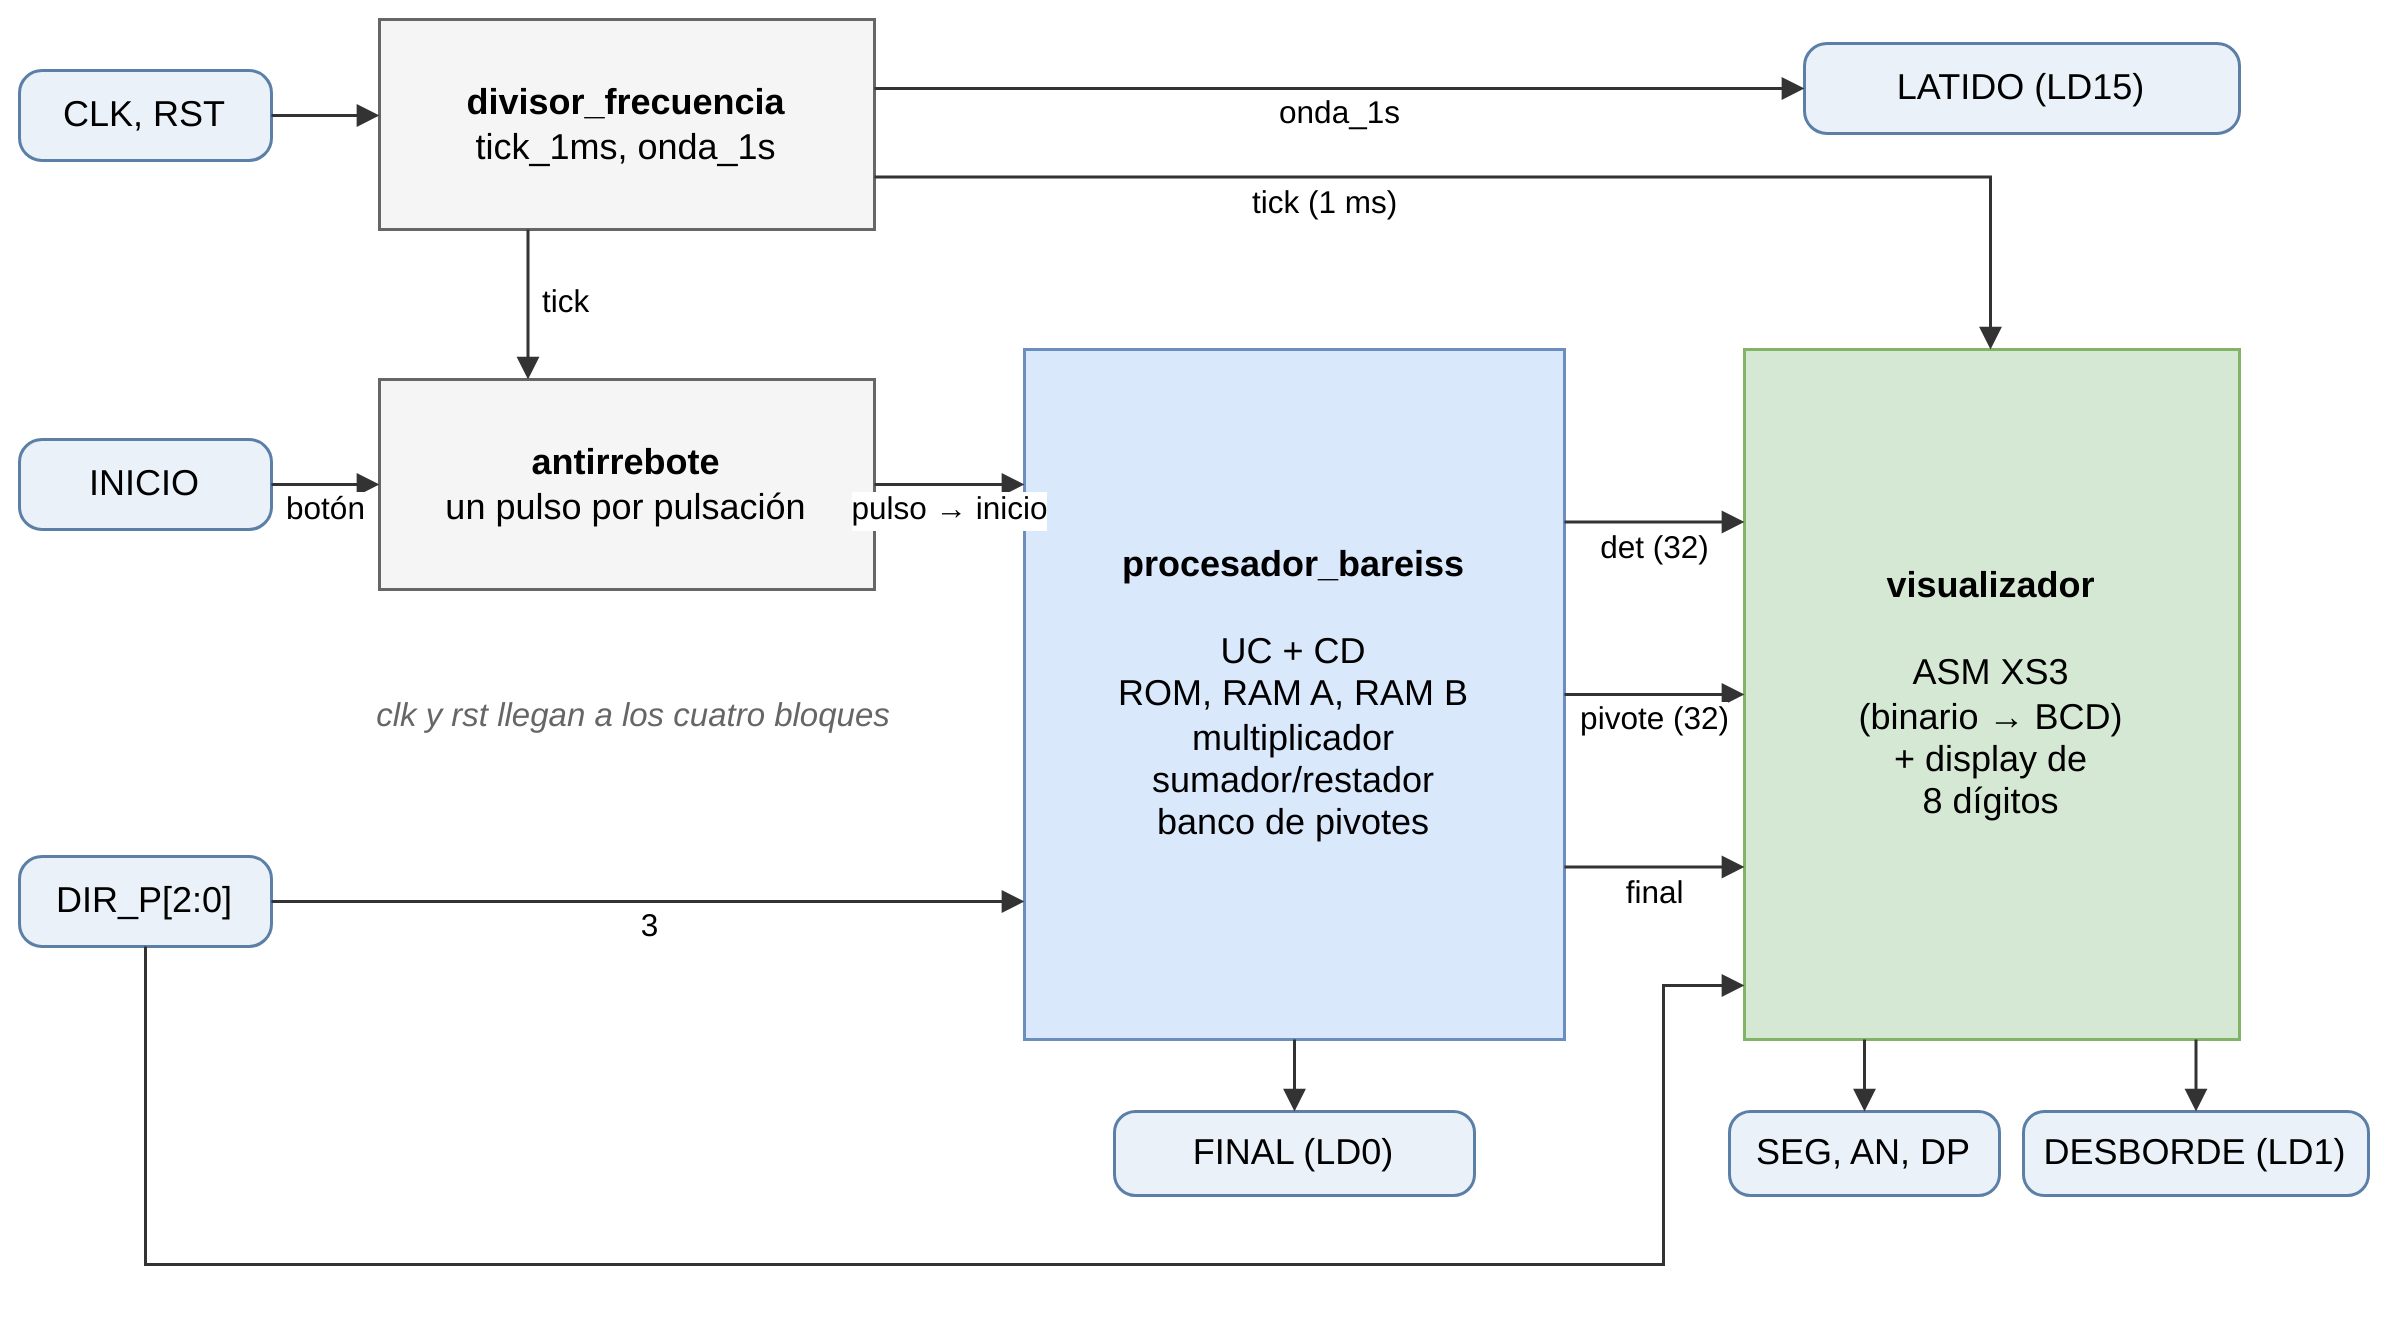 CLK, RST
divisor_frecuencia
tick_1ms, onda_1s
onda_1s
LATIDO (LD15)
tick (1 ms)
tick
INICIO
botón
antirrebote
un pulso por pulsación
pulso → inicio
procesador_bareiss
UC + CD
ROM, RAM A, RAM B
multiplicador
sumador/restador
banco de pivotes
det (32)
pivote (32)
final
visualizador
ASM XS3
(binario → BCD)
+ display de
8 dígitos
clk y rst llegan a los cuatro bloques
DIR_P[2:0]
3
FINAL (LD0)
SEG, AN, DP
DESBORDE (LD1)